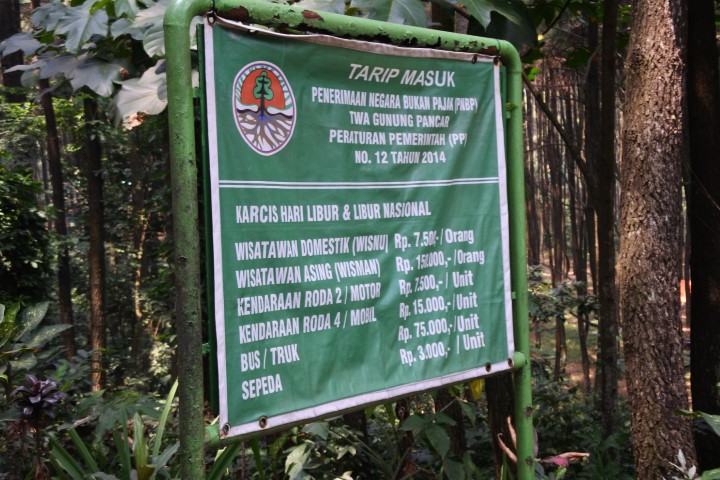 TARIP MASUK
PENERIMAAN NEGARA BUKAN PAJAK (PNBP)
TWA GUNUNG PANCAR
PERATURAN PEMERINTAH (PP)
NO. 12 TAHUN 2014
KARCIS HARI LIBUR & LIBUR NASIONAL
WISATAWAN DOMESTIK (WISNU) Rp. 7.500,-/ Orang
WISATAWAN ASING (WISMAN) Rp. 150.000,-/ Orang
KENDARAAN RODA 2 / MOTOR Rp. 7.500,- / Unit
KENDARAAN RODA 4 / MOBIL Rp. 15.000,- / Unit
BUS / TRUK Rp. 75.000,- / Unit
SEPEDA Rp. 3.000,- / Unit